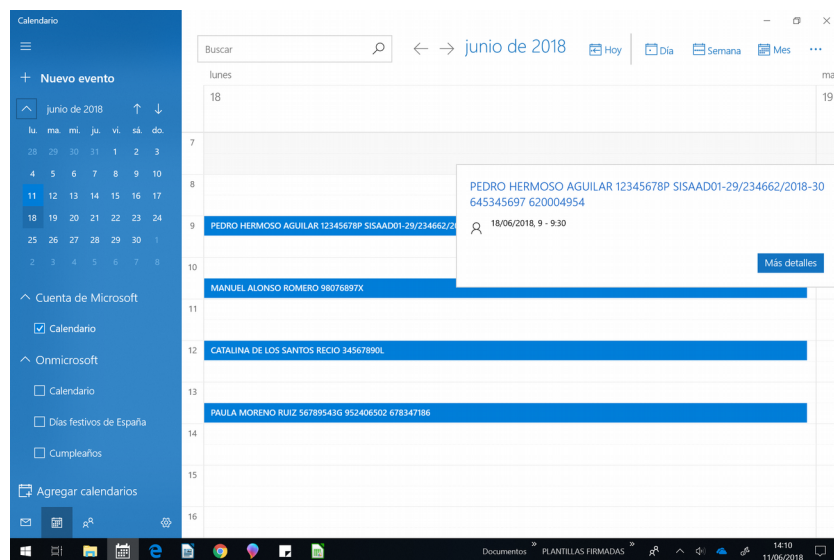 Calendario
Buscar
junio de 2018
Hoy
Día
Semana
Mes
Nuevo evento
junio de 2018
lu. ma. mi. ju. vi. sá. do.
28 29 30 31 1 2 3
4 5 6 7 8 9 10
11 12 13 14 15 16 17
18 19 20 21 22 23 24
25 26 27 28 29 30 1
2 3 4 5 6 7 8
Cuenta de Microsoft
Calendario
Onmicrosoft
Calendario
Días festivos de España
Cumpleaños
Agregar calendarios
lunes
ma
18
19
7
8
9
PEDRO HERMOSO AGUILAR 12345678P SISAAD01-29/234662/20
PEDRO HERMOSO AGUILAR 12345678P SISAAD01-29/234662/2018-30
645345697 620004954
18/06/2018, 9 - 9:30
Más detalles
10
MANUEL ALONSO ROMERO 98076897X
11
12
CATALINA DE LOS SANTOS RECIO 34567890L
13
PAULA MORENO RUIZ 56789543G 952406502 678347186
14
15
16
Documentos
PLANTILLAS FIRMADAS
14:10
11/06/2018